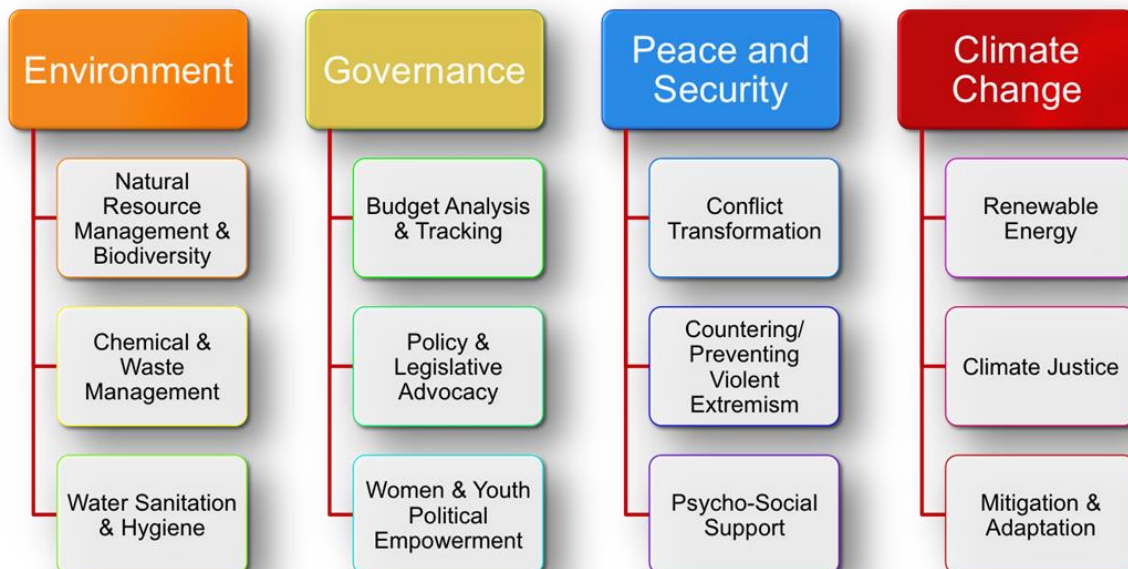 Environment
Natural
Resource
Management &
Biodiversity
Chemical &
Waste
Management
Water Sanitation
& Hygiene
Governance
Budget Analysis
& Tracking
Policy &
Legislative
Advocacy
Women & Youth
Political
Empowerment
Peace and
Security
Conflict
Transformation
Countering/
Preventing
Violent
Extremism
Psycho-Social
Support
Climate
Change
Renewable
Energy
Climate Justice
Mitigation &
Adaptation